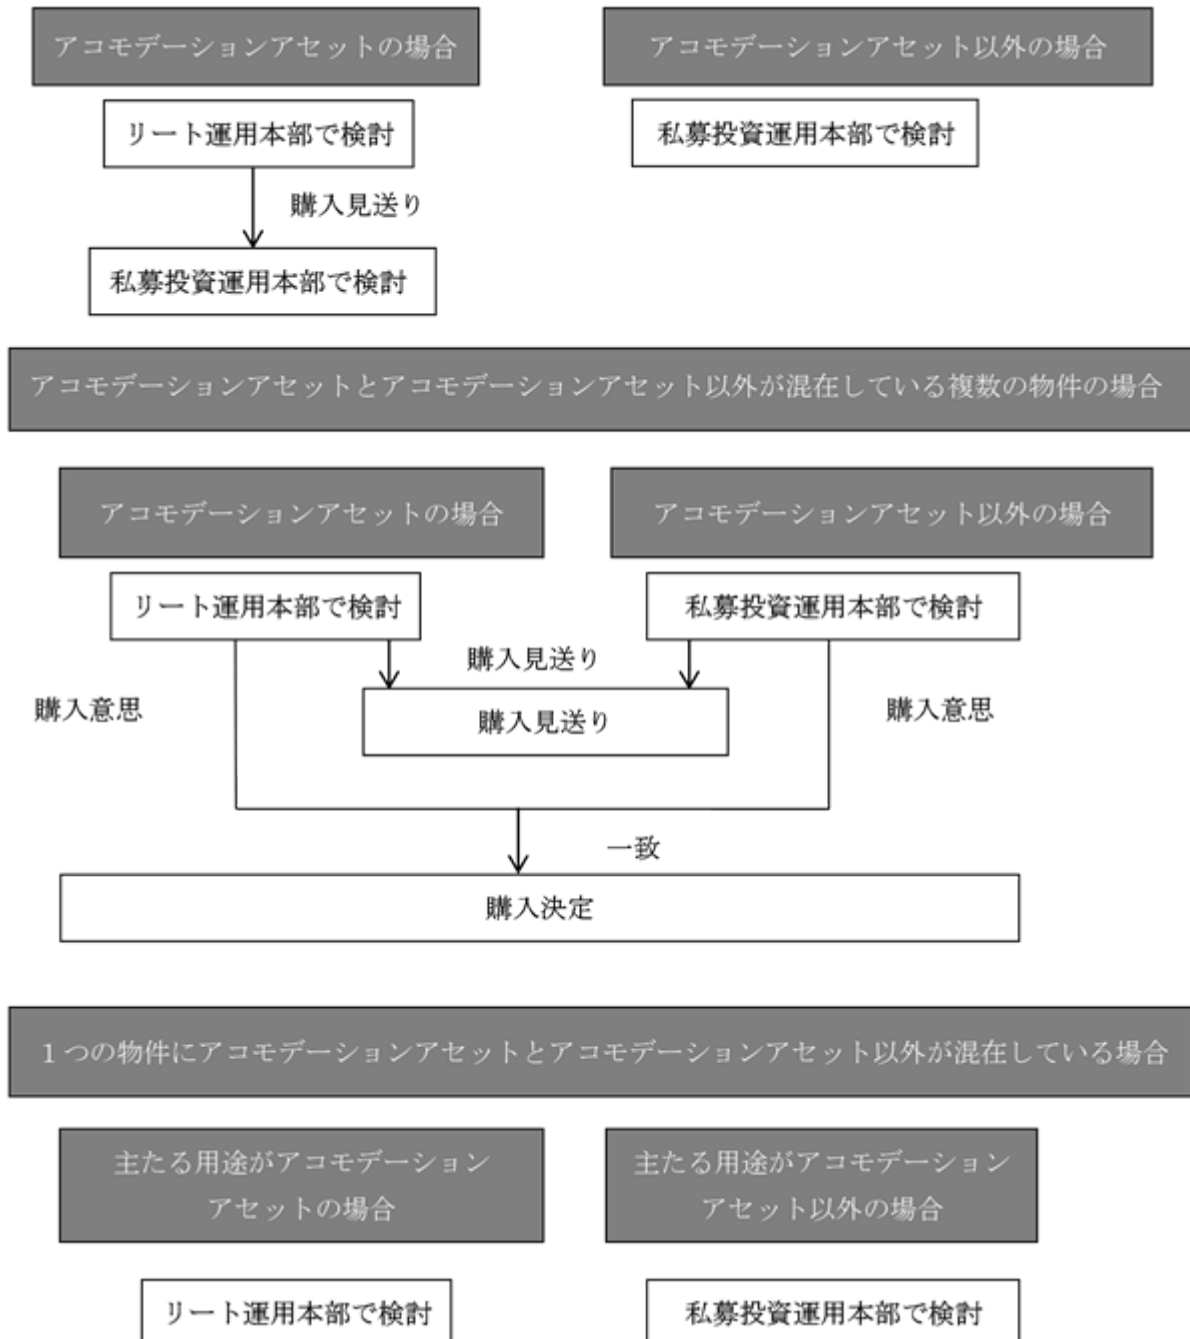 アコモデーションアセットの場合
アコモデーションアセット以外の場合
リート運用本部で検討
私募投資運用本部で検討
購入見送り
私募投資運用本部で検討
アコモデーションアセットとアコモデーションアセット以外が混在している複数の物件の場合
アコモデーションアセットの場合
アコモデーションアセット以外の場合
リート運用本部で検討
私募投資運用本部で検討
購入見送り
購入意思
購入見送り
購入意思
一致
購入決定
1つの物件にアコモデーションアセットとアコモデーションアセット以外が混在している場合
主たる用途がアコモデーション
アセットの場合
主たる用途がアコモデーション
アセット以外の場合
リート運用本部で検討
私募投資運用本部で検討